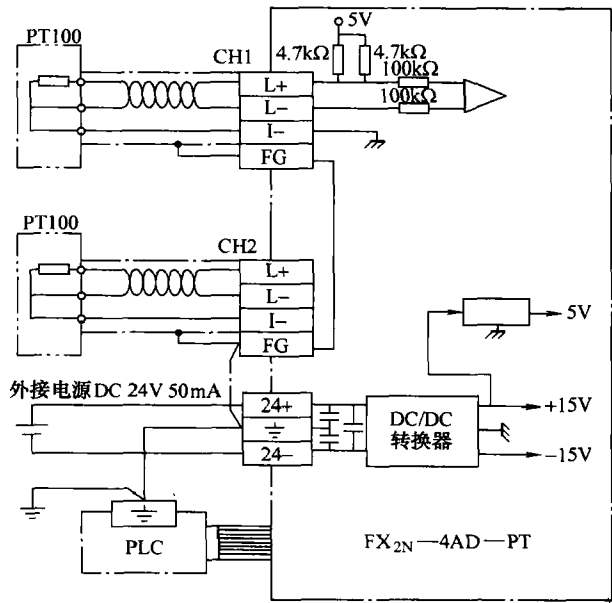 PT100
CH1
5V
4.7kΩ
4.7kΩ
100kΩ
100kΩ
L+
L−
I−
FG
PT100
CH2
L+
L−
I−
FG
5V
外接电源DC 24V 50mA
24+
24−
DC/DC
转换器
+15V
−15V
PLC
FX2N—4AD—PT